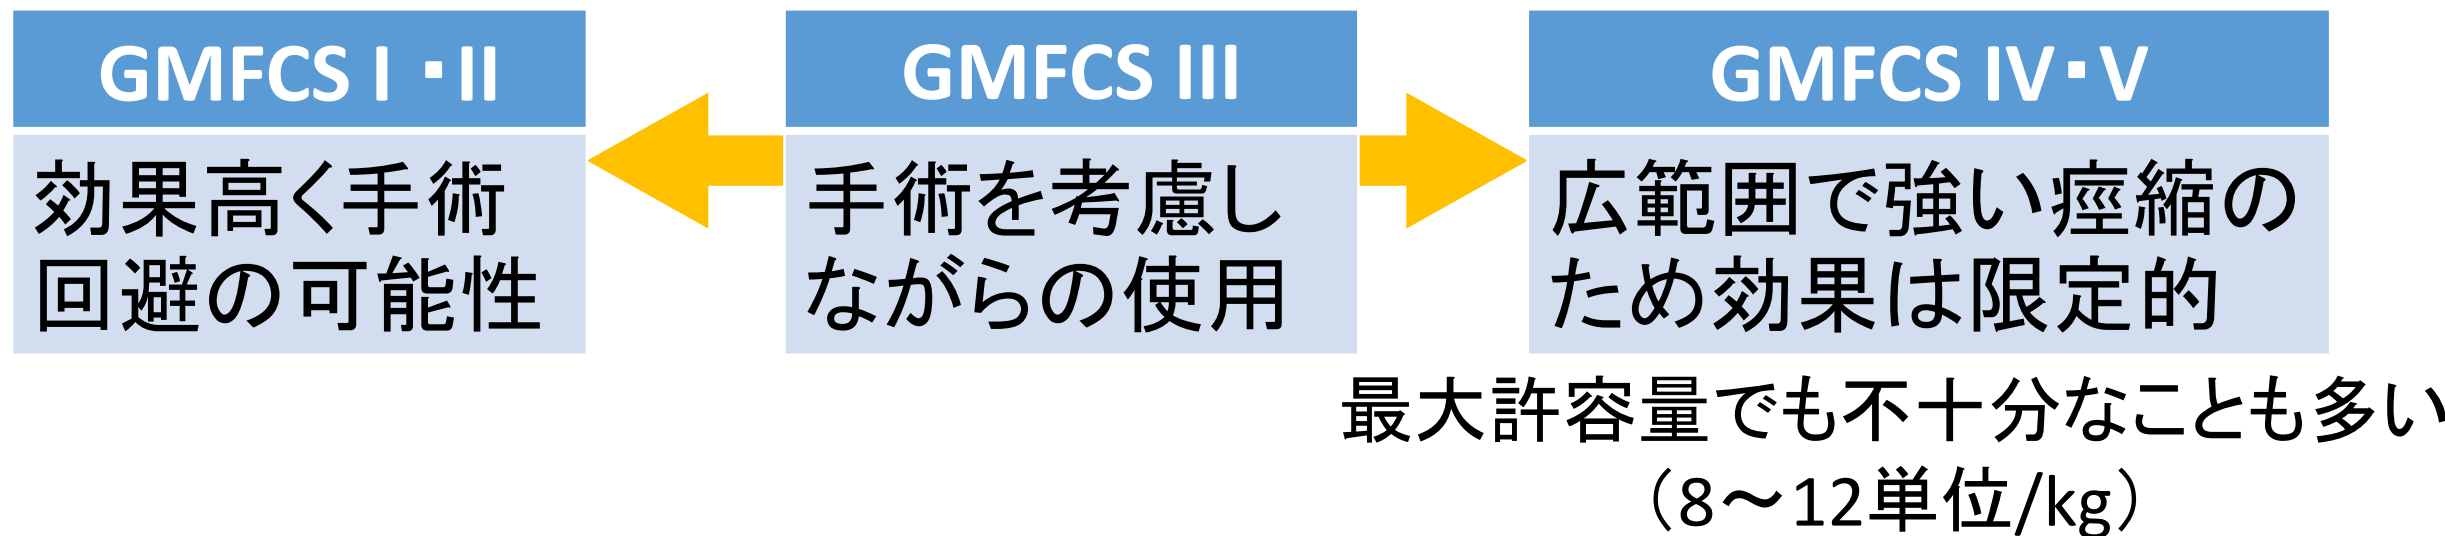 GMFCS I・II
効果高く手術
回避の可能性
GMFCS III
手術を考慮し
ながらの使用
GMFCS IV・V
広範囲で強い痙縮の
ため効果は限定的
最大許容量でも不十分なことも多い
（8～12単位/kg）